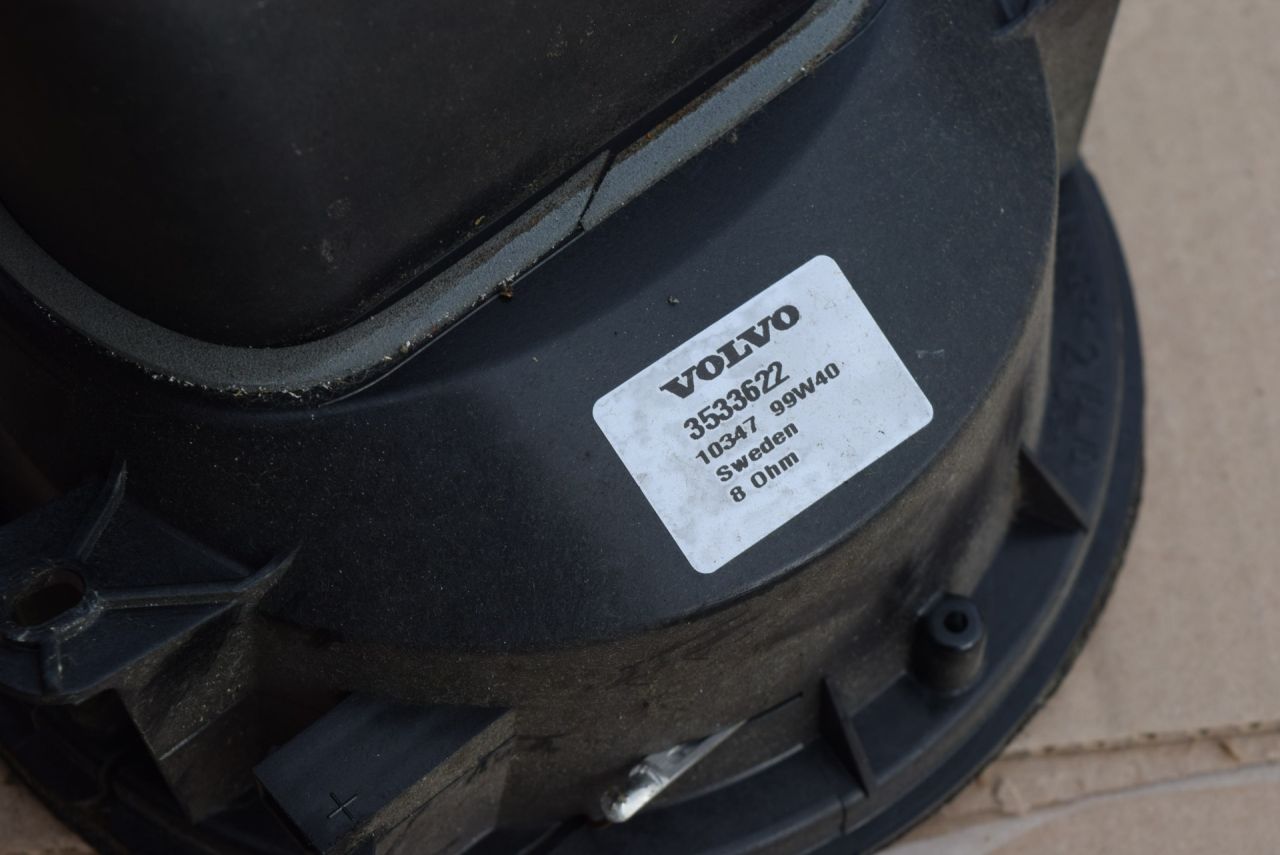 VOLVO
3533622
10347 99W40
Sweden
8 Ohm
+